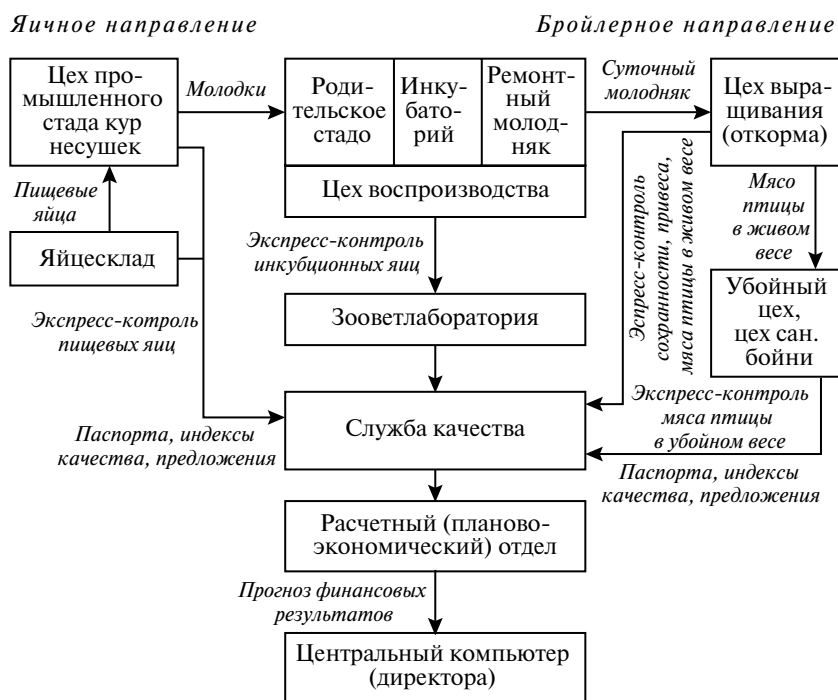 Яичное направление
Бройлерное направление
Цех про-
мышленного
стада кур
несушек
Молодки
Роди-
тельское
стадо
Инку-
бато-
рий
Ремонт-
ный
молод-
няк
Цех воспроизводства
Суточный
молодняк
Цех выра-
щивания
(откорма)
Пищевые
яйца
Яйцесклад
Экспресс-котроль
пищевых яиц
Экспресс-контроль
инкубционных яиц
Зооветлаборатория
Эспресс-контроль
сохранности, привеса,
мяса птицы в живом весе
Мясо
птицы
в живом
весе
Убойный
цех,
цех сан.
бойни
Паспорта, индексы
качества, предложения
Служба качества
Экспресс-контроль
мяса птицы
в убойном весе
Паспорта, индексы
качества, предложения
Расчетный (планово-
экономический) отдел
Прогноз финансовых
результатов
Центральный компьютер
(директора)